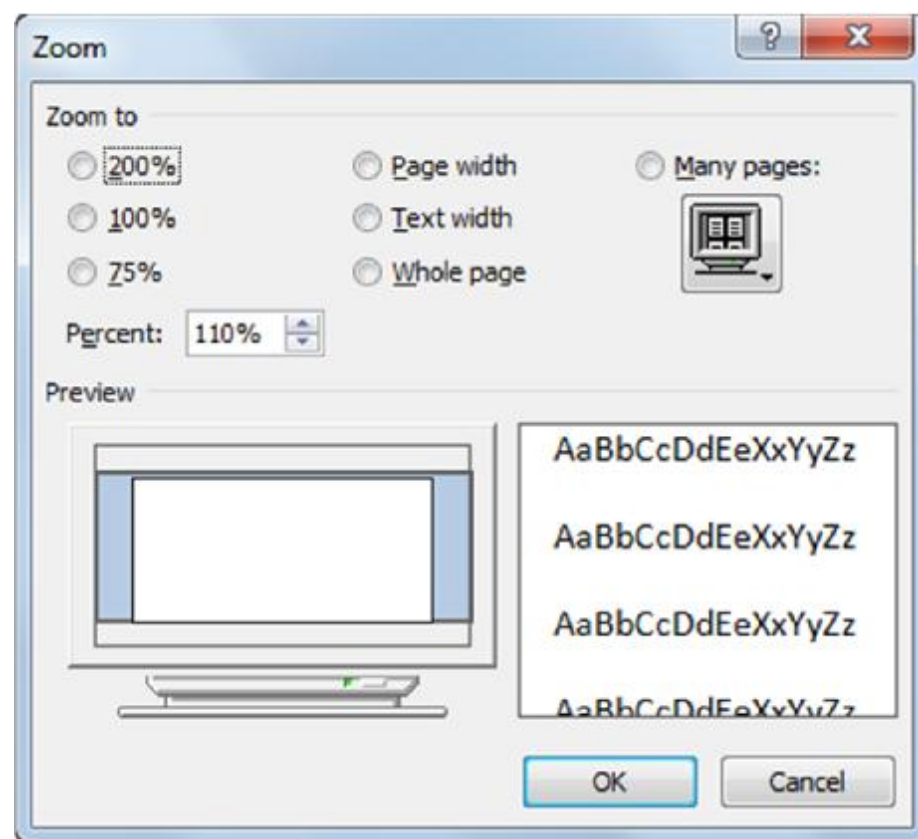 Zoom
Zoom to
200% Page width Many pages:
100% Text width
75% Whole page
Percent: 110%
Preview
AaBbCcDdEeXxYyZz
AaBbCcDdEeXxYyZz
AaBbCcDdEeXxYyZz
AaBbCcDdEeXxYyZz
OK Cancel